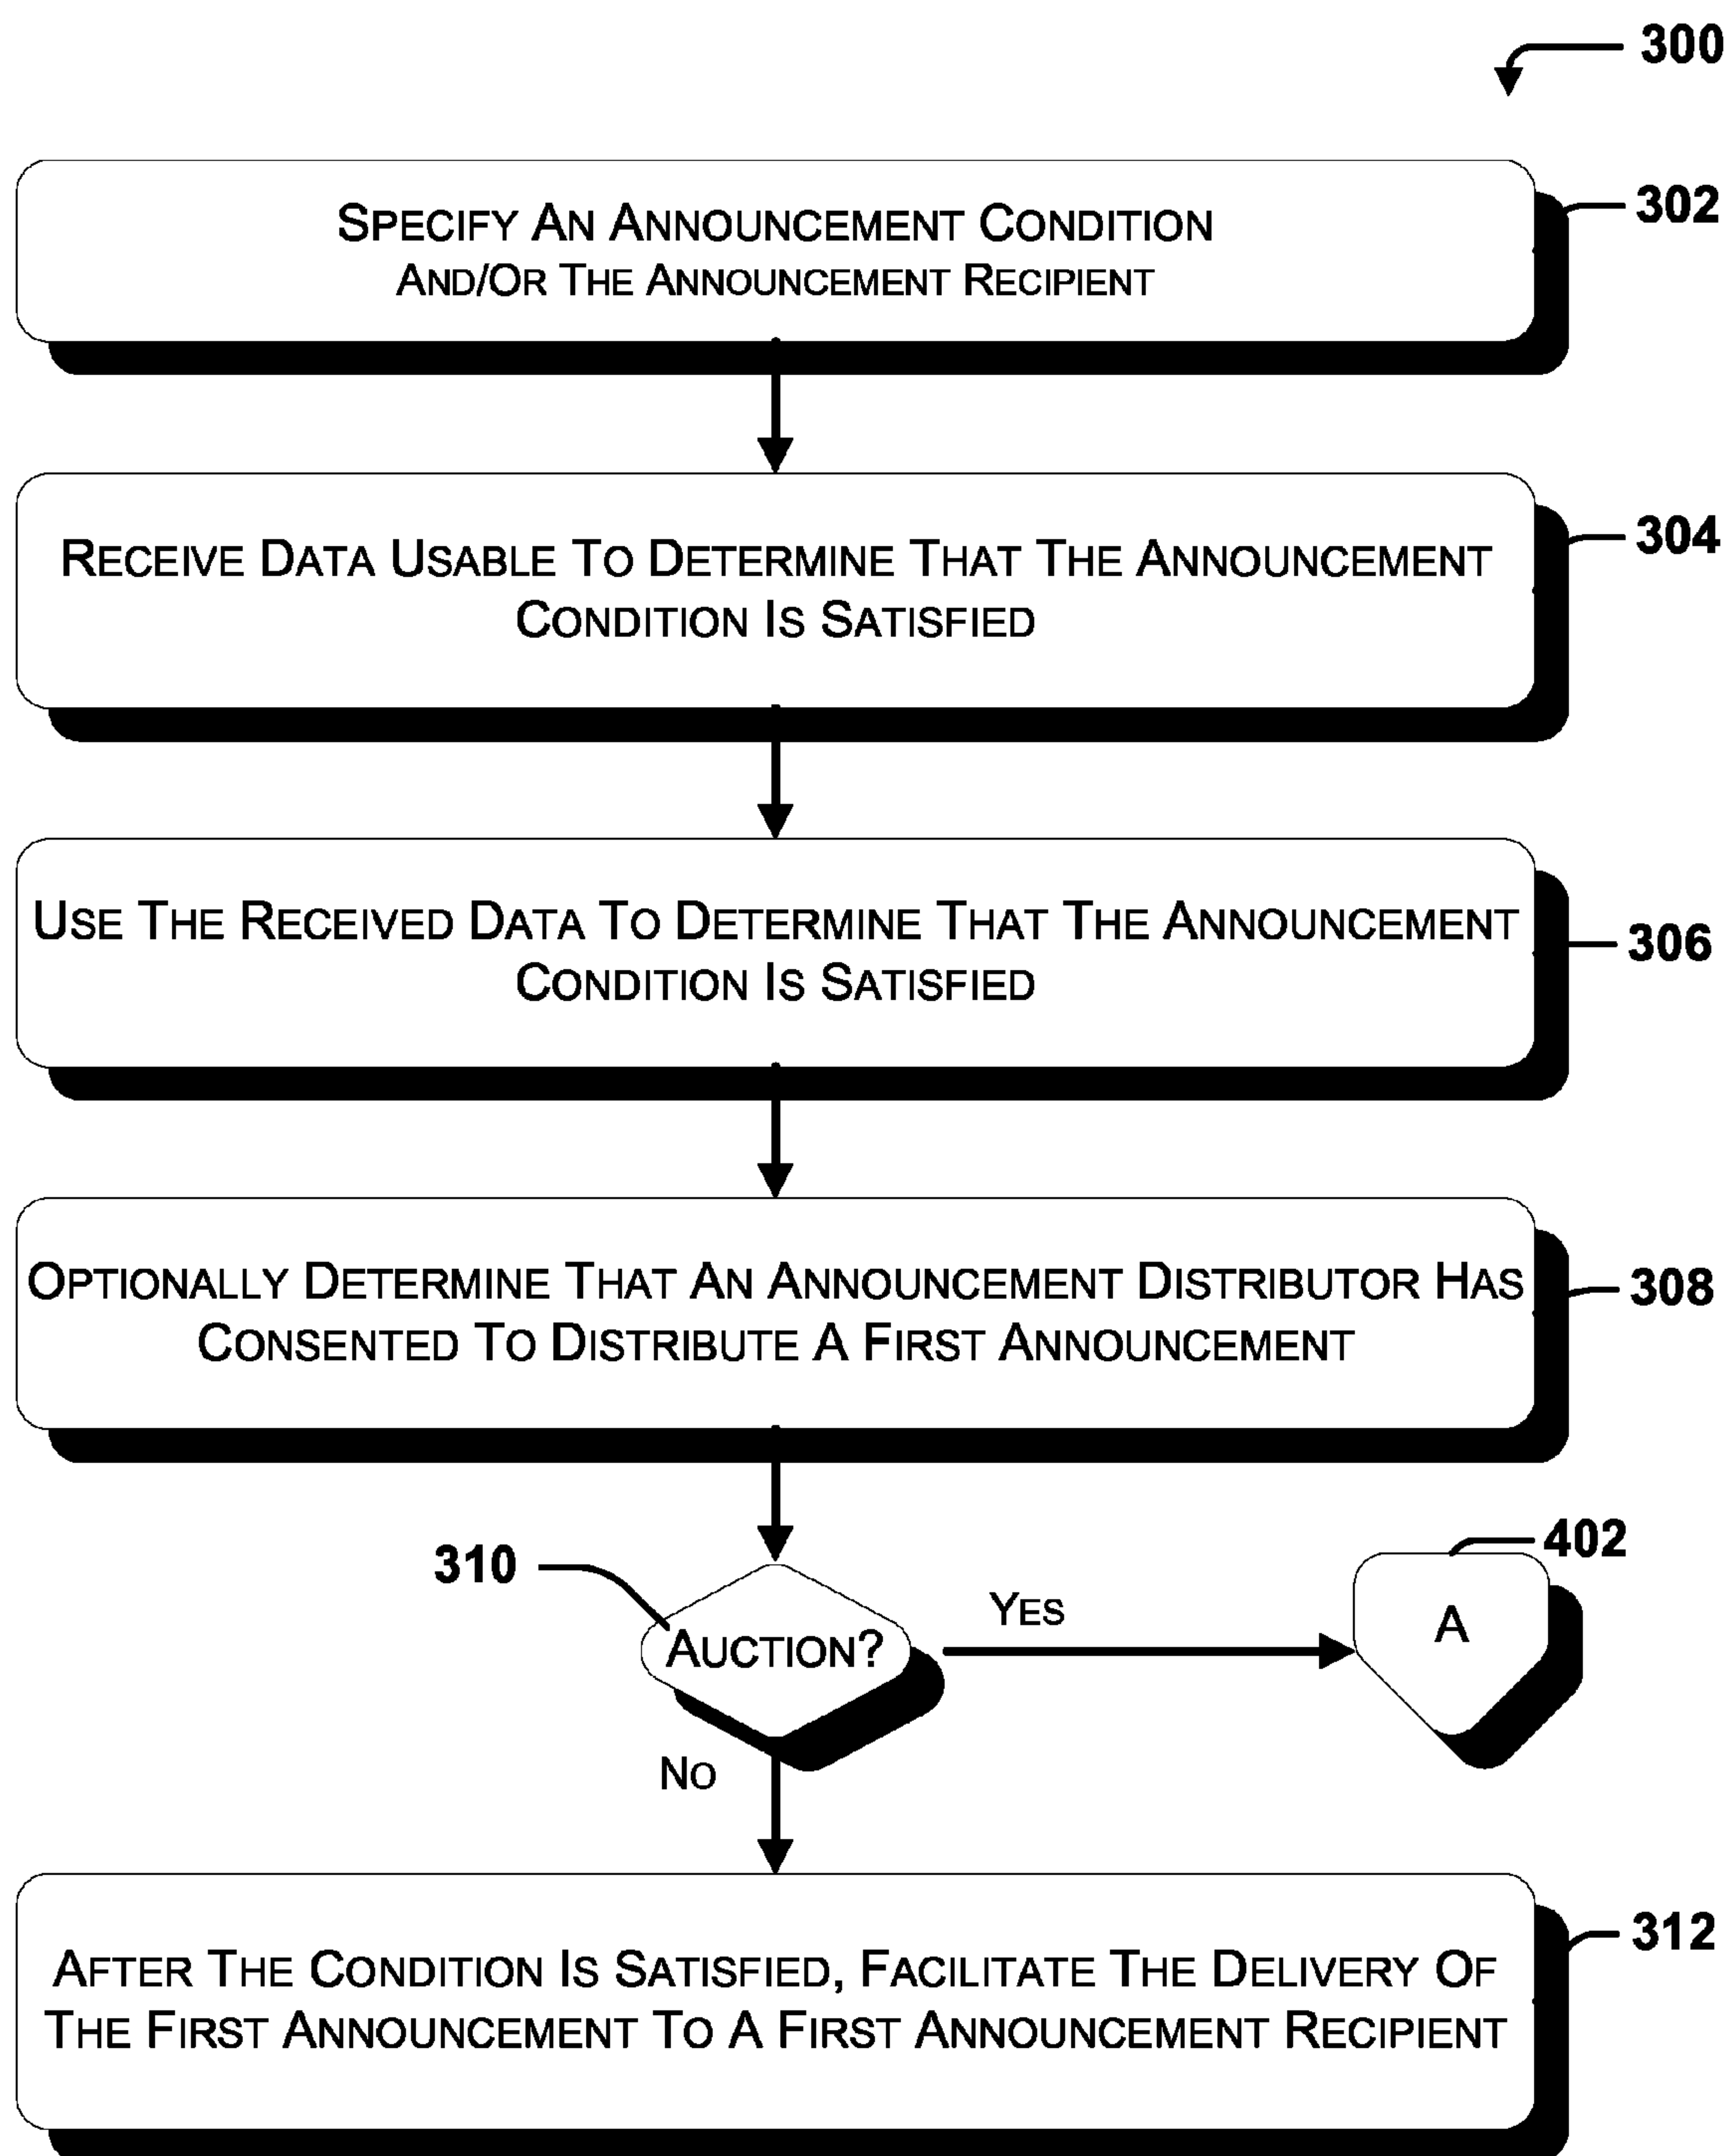 300
SPECIFY AN ANNOUNCEMENT CONDITION
AND/OR THE ANNOUNCEMENT RECIPIENT
302
RECEIVE DATA USABLE TO DETERMINE THAT THE ANNOUNCEMENT
CONDITION IS SATISFIED
304
USE THE RECEIVED DATA TO DETERMINE THAT THE ANNOUNCEMENT
CONDITION IS SATISFIED
306
OPTIONALLY DETERMINE THAT AN ANNOUNCEMENT DISTRIBUTOR HAS
CONSENTED TO DISTRIBUTE A FIRST ANNOUNCEMENT
308
310
AUCTION?
YES
402
A
NO
AFTER THE CONDITION IS SATISFIED, FACILITATE THE DELIVERY OF
THE FIRST ANNOUNCEMENT TO A FIRST ANNOUNCEMENT RECIPIENT
312